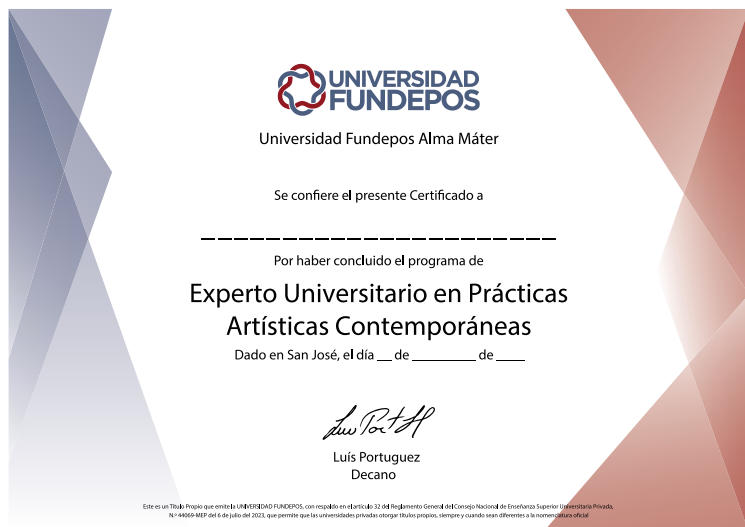 UNIVERSIDAD
FUNDEPOS
Universidad Fundepos Alma Máter
Se confiere el presente Certificado a
_ _ _ _ _ _ _ _ _ _ _ _ _ _ _ _ _ _ _ _ _ _
Por haber concluido el programa de
Experto Universitario en Prácticas
Artísticas Contemporáneas
Dado en San José, el día __ de _________ de ____
Luís Portuguez
Decano
Este es un Título Propio que emite la UNIVERSIDAD FUNDEPOS, con respaldo en el artículo 32 del Reglamento General del Consejo Nacional de Enseñanza Superior Universitaria Privada,
N.º 44069-MEP del 6 de julio del 2023, que permite que las universidades privadas otorgar títulos propios, siempre y cuando sean diferentes a la nomenclatura oficial